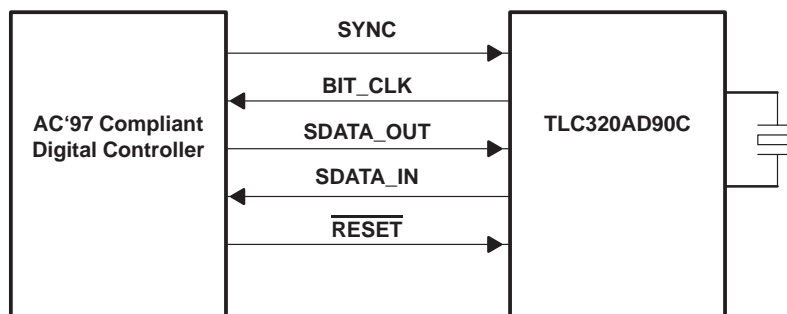 SYNC
BIT_CLK
AC‘97 Compliant
Digital Controller
SDATA_OUT
SDATA_IN
RESET
TLC320AD90C